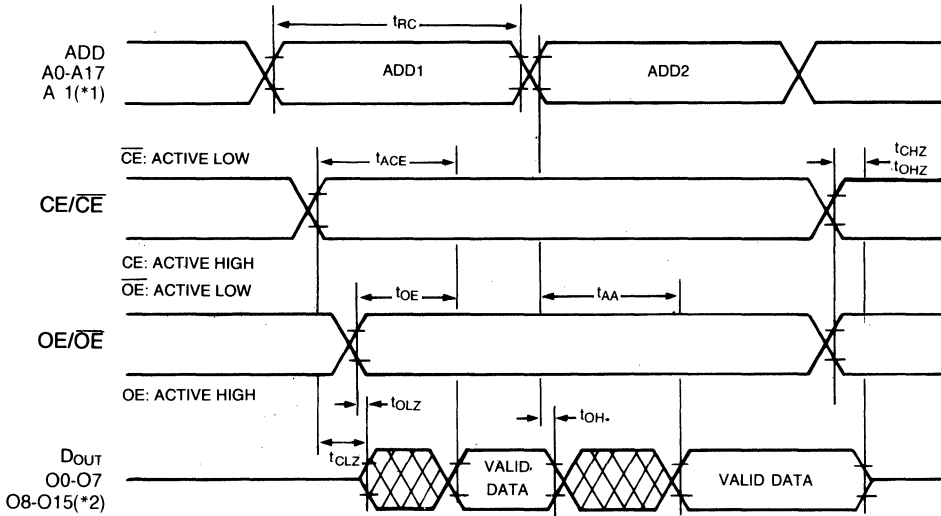 tRC
ADD
A0-A17
A 1(*1)
ADD1
ADD2
CE: ACTIVE LOW
tACE
tCHZ
tOHZ
CE/CE
CE: ACTIVE HIGH
OE: ACTIVE LOW
tOE
tAA
OE/OE
OE: ACTIVE HIGH
tOLZ
tOH
tCLZ
DOUT
O0-O7
O8-O15(*2)
VALID
DATA
VALID DATA